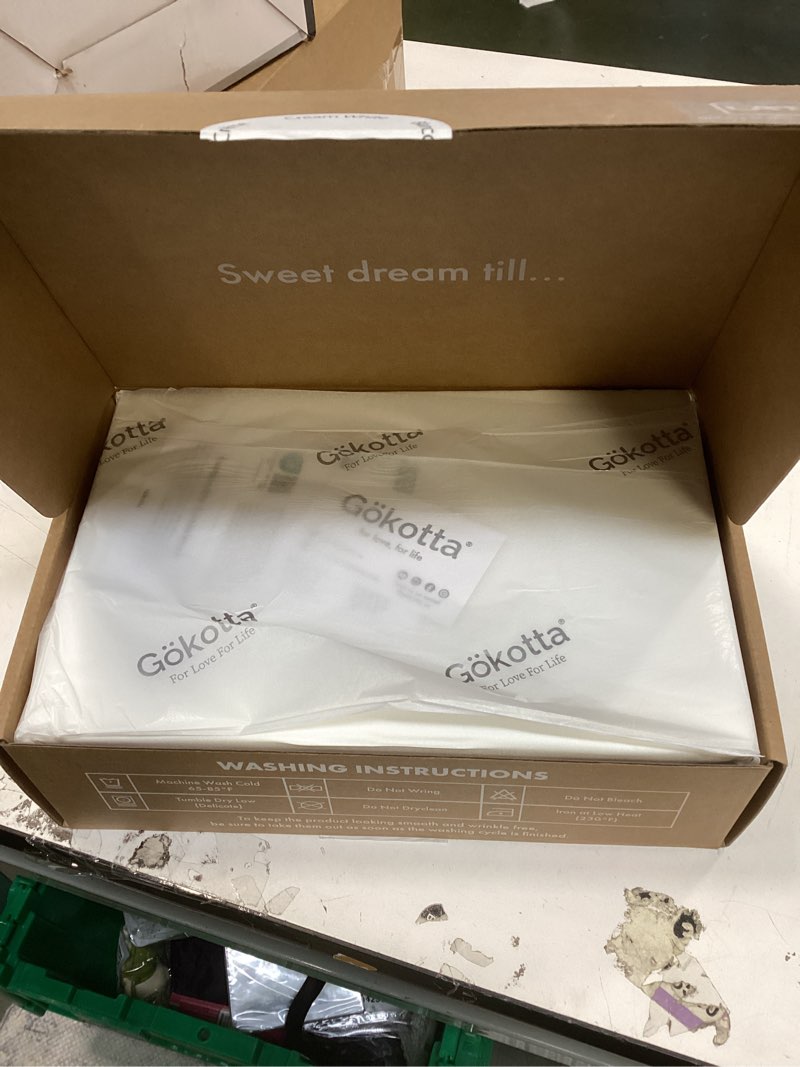 Cream White
Sweet dream till...
kotta
Love For Life
Gökotta
For Love For Life
Gökotta®
For Life
Gökotta®
for love, for life
Gökotta®
For Love For Life
Gökotta®
For Love For Life
WASHING INSTRUCTIONS
Machine Wash Cold
65-85°F
Do Not Wring
Do Not Bleach
Tumble Dry Low
(Delicate)
Do Not Dryclean
Iron at Low Heat
(230°F)
To keep the product looking smooth and wrinkle free,
be sure to take them out as soon as the washing cycle is finished